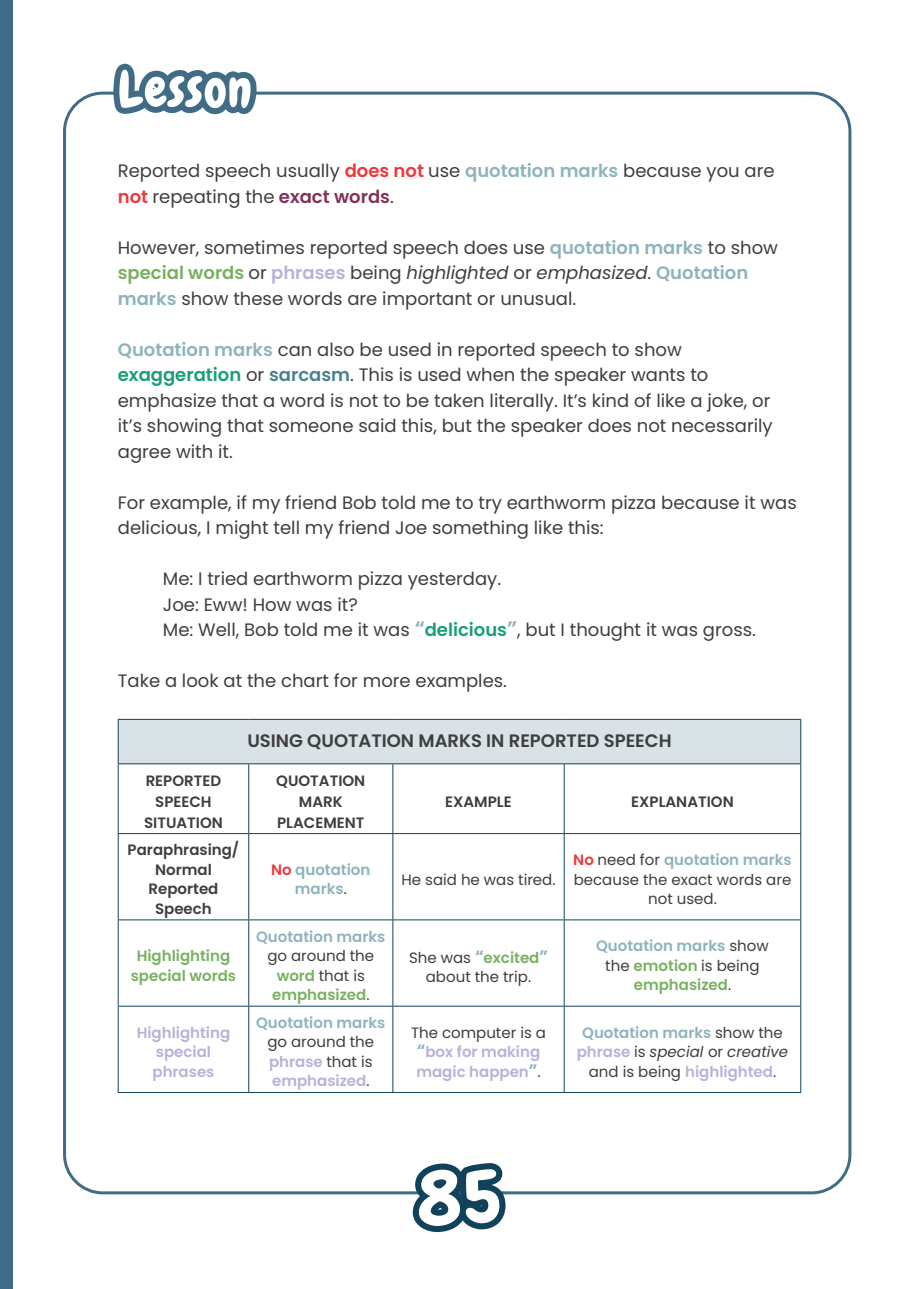 Lesson
Reported speech usually does not use quotation marks because you are
not repeating the exact words.
However, sometimes reported speech does use quotation marks to show
special words or phrases being highlighted or emphasized. Quotation
marks show these words are important or unusual.
Quotation marks can also be used in reported speech to show
exaggeration or sarcasm. This is used when the speaker wants to
emphasize that a word is not to be taken literally. It’s kind of like a joke, or
it’s showing that someone said this, but the speaker does not necessarily
agree with it.
For example, if my friend Bob told me to try earthworm pizza because it was
delicious, I might tell my friend Joe something like this:
Me: I tried earthworm pizza yesterday.
Joe: Eww! How was it?
Me: Well, Bob told me it was “delicious”, but I thought it was gross.
Take a look at the chart for more examples.
USING QUOTATION MARKS IN REPORTED SPEECH
REPORTED
SPEECH
SITUATION
QUOTATION
MARK
PLACEMENT
EXAMPLE
EXPLANATION
Paraphrasing/
Normal
Reported
Speech
No quotation
marks.
He said he was tired.
No need for quotation marks
because the exact words are
not used.
Highlighting
special words
Quotation marks
go around the
word that is
emphasized.
She was “excited”
about the trip.
Quotation marks show
the emotion is being
emphasized.
Highlighting
special
phrases
Quotation marks
go around the
phrase that is
emphasized.
The computer is a
“box for making
magic happen”.
Quotation marks show the
phrase is special or creative
and is being highlighted.
85